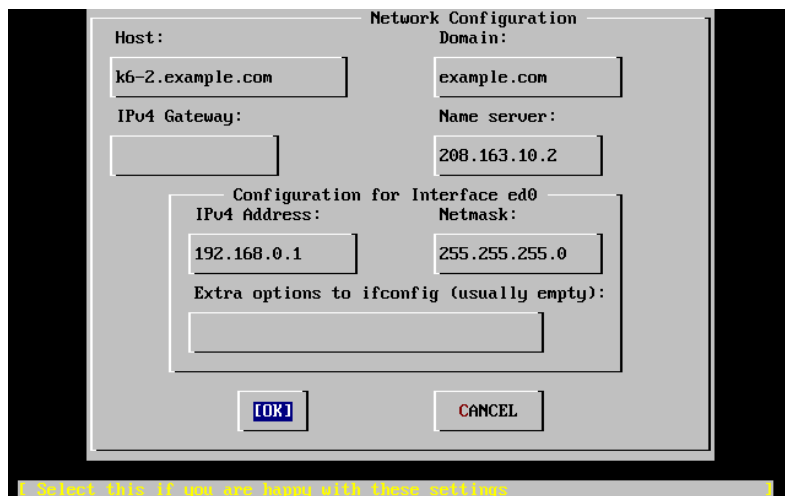 Network Configuration
Host: Domain:
k6-2.example.com example.com
IPv4 Gateway: Name server:
208.163.10.2
Configuration for Interface ed0
IPv4 Address: Netmask:
192.168.0.1 255.255.255.0
Extra options to ifconfig (usually empty):
[OK] CANCEL
[ Select this if you are happy with these settings ]